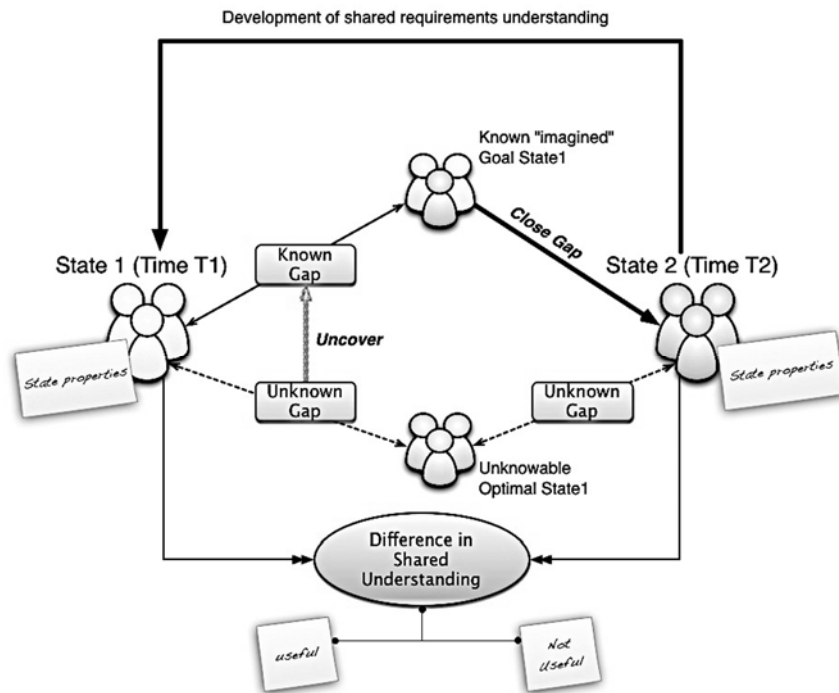 Development of shared requirements understanding
Known "imagined"
Goal State1
Close Gap
State 1 (Time T1)
Known
Gap
State 2 (Time T2)
Uncover
State properties
State properties
Unknown
Gap
Unknown
Gap
Unknowable
Optimal State1
Difference in
Shared
Understanding
useful
Not
Useful